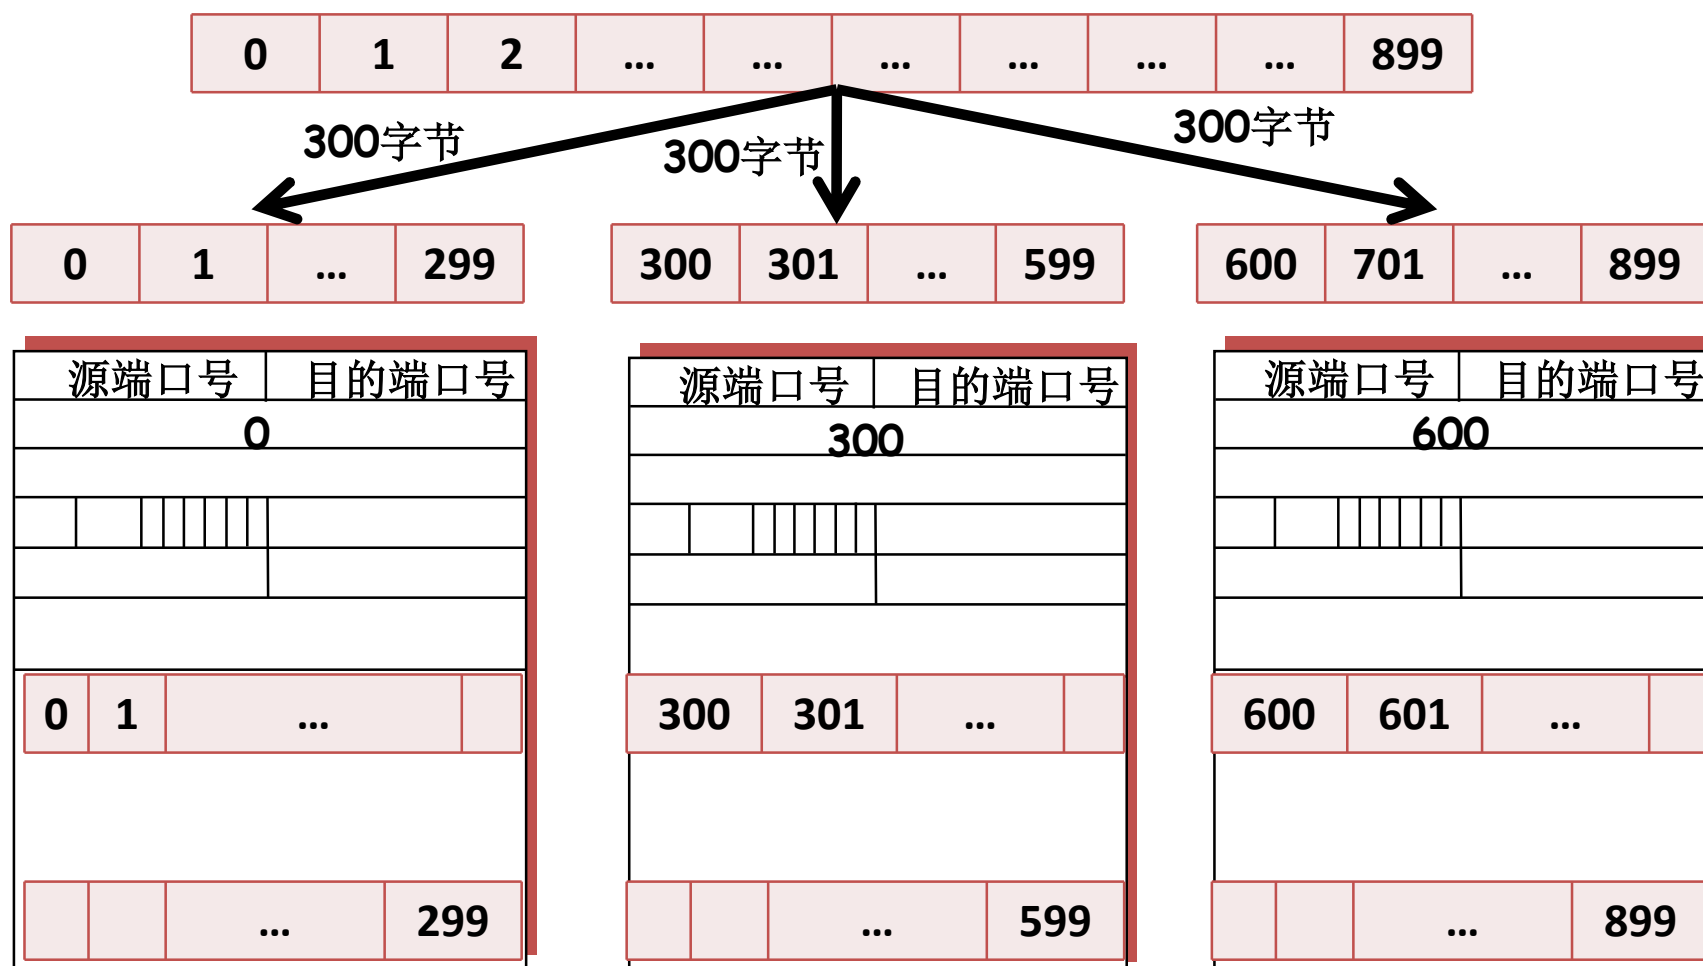 0 1 2 ... ... ... ... ... ... 899
300字节 300字节 300字节
0 1 ... 299 300 301 ... 599 600 701 ... 899
源端口号 目的端口号 源端口号 目的端口号 源端口号 目的端口号
0 300 600
0 1 ... 300 301 ... 600 601 ...
... 299 ... 599 ... 899